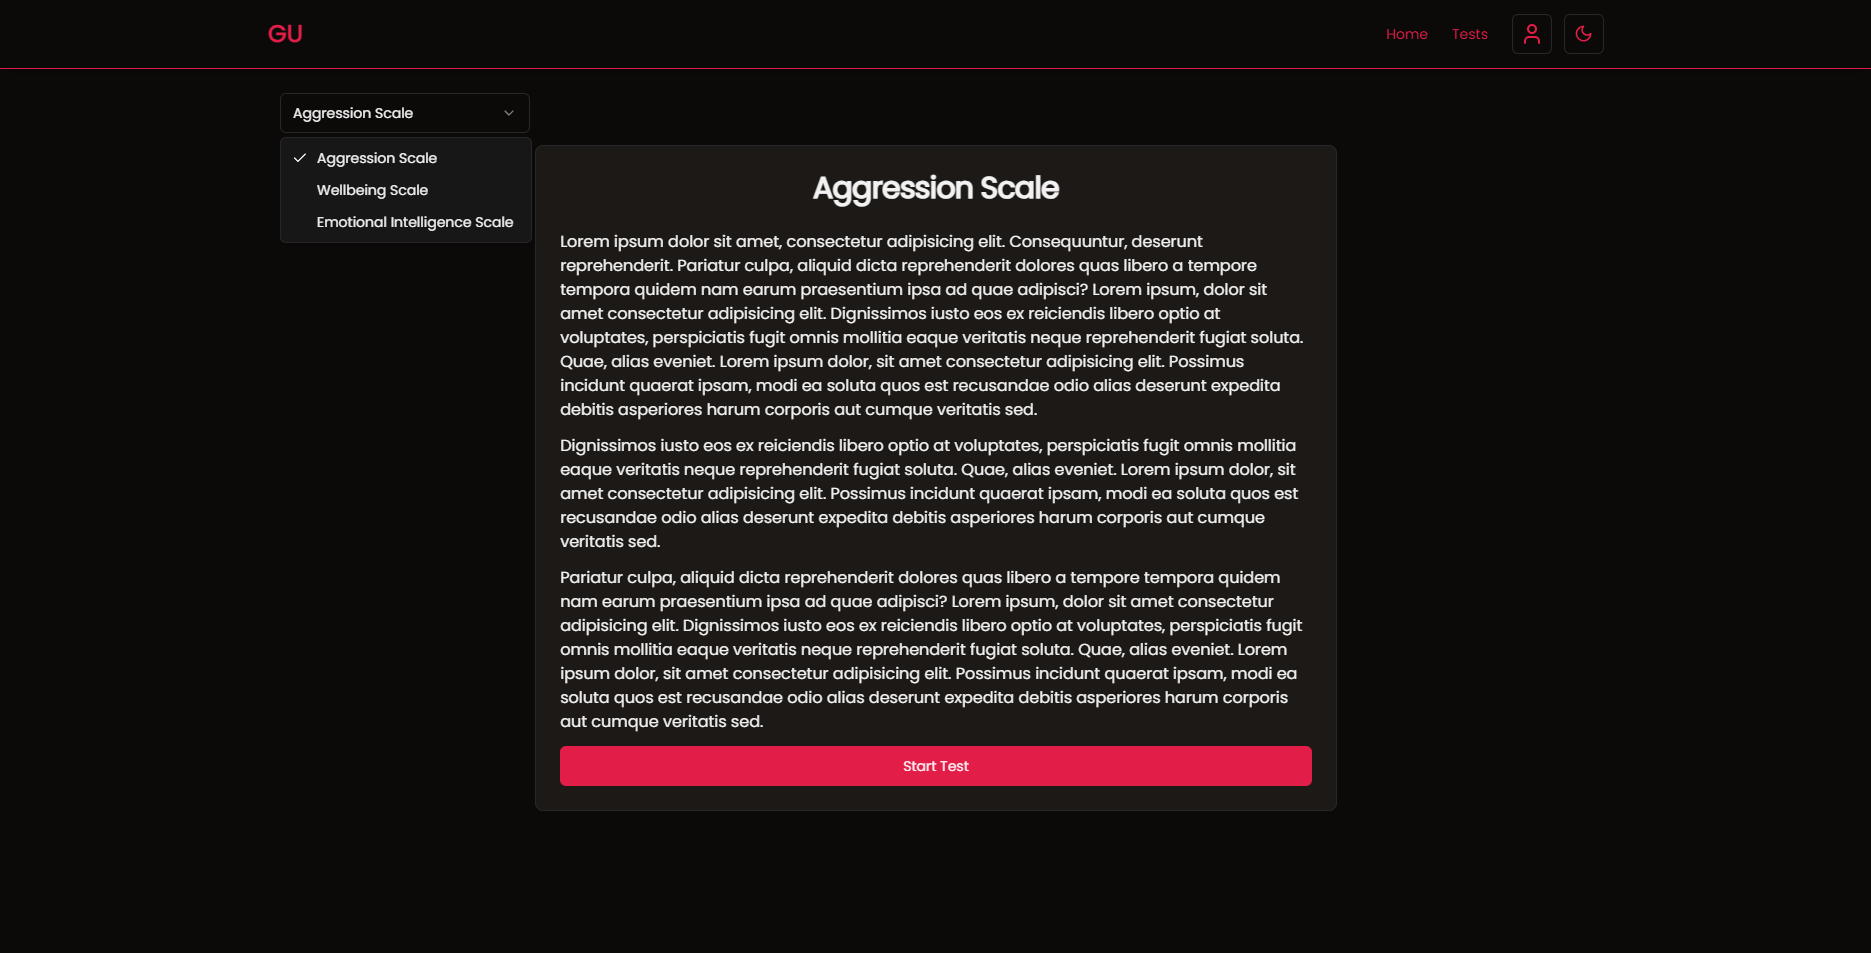 GU
Home
Tests
Aggression Scale
Aggression Scale
Wellbeing Scale
Emotional Intelligence Scale
Aggression Scale
Lorem ipsum dolor sit amet, consectetur adipisicing elit. Consequuntur, deserunt
reprehenderit. Pariatur culpa, aliquid dicta reprehenderit dolores quas libero a tempore
tempora quidem nam earum praesentium ipsa ad quae adipisci? Lorem ipsum, dolor sit
amet consectetur adipisicing elit. Dignissimos iusto eos ex reiciendis libero optio at
voluptates, perspiciatis fugit omnis mollitia eaque veritatis neque reprehenderit fugiat soluta.
Quae, alias eveniet. Lorem ipsum dolor, sit amet consectetur adipisicing elit. Possimus
incidunt quaerat ipsam, modi ea soluta quos est recusandae odio alias deserunt expedita
debitis asperiores harum corporis aut cumque veritatis sed.
Dignissimos iusto eos ex reiciendis libero optio at voluptates, perspiciatis fugit omnis mollitia
eaque veritatis neque reprehenderit fugiat soluta. Quae, alias eveniet. Lorem ipsum dolor, sit
amet consectetur adipisicing elit. Possimus incidunt quaerat ipsam, modi ea soluta quos est
recusandae odio alias deserunt expedita debitis asperiores harum corporis aut cumque
veritatis sed.
Pariatur culpa, aliquid dicta reprehenderit dolores quas libero a tempore tempora quidem
nam earum praesentium ipsa ad quae adipisci? Lorem ipsum, dolor sit amet consectetur
adipisicing elit. Dignissimos iusto eos ex reiciendis libero optio at voluptates, perspiciatis fugit
omnis mollitia eaque veritatis neque reprehenderit fugiat soluta. Quae, alias eveniet. Lorem
ipsum dolor, sit amet consectetur adipisicing elit. Possimus incidunt quaerat ipsam, modi ea
soluta quos est recusandae odio alias deserunt expedita debitis asperiores harum corporis
aut cumque veritatis sed.
Start Test